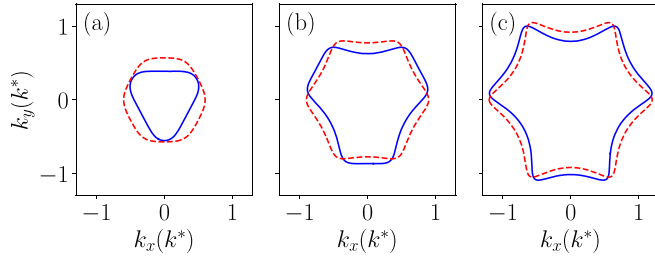 (a) (b) (c)
1
0
−1
k_y(k*)
−1 0 1 −1 0 1 −1 0 1
k_x(k*) k_x(k*) k_x(k*)